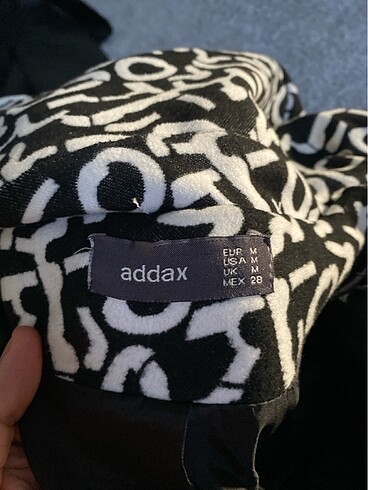 addax
EUR M
USA M
UK M
MEX 28